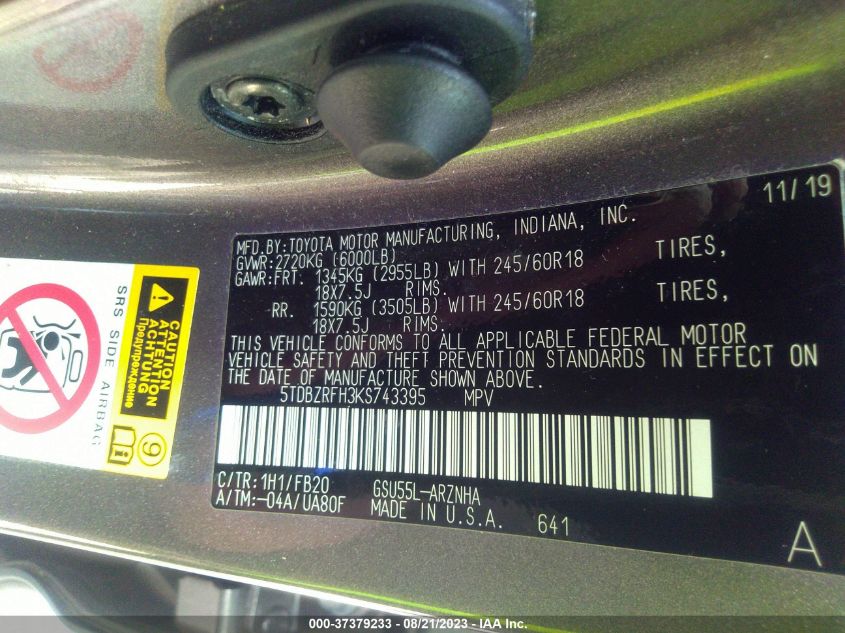 11/19
MFD.BY:TOYOTA MOTOR MANUFACTURING, INDIANA, INC.
GVWR:2720KG (6000LB)
GAWR:FRT. 1345KG (2955LB) WITH 245/60R18 TIRES,
18X7.5J RIMS.
RR. 1590KG (3505LB) WITH 245/60R18 TIRES,
18X7.5J RIMS.
THIS VEHICLE CONFORMS TO ALL APPLICABLE FEDERAL MOTOR
VEHICLE SAFETY AND THEFT PREVENTION STANDARDS IN EFFECT ON
THE DATE OF MANUFACTURE SHOWN ABOVE.
5TDBZRFH3KS743395 MPV
C/TR:1H1/FB20 GSU55L-ARZNHA
A/TM:-04A/UA80F MADE IN U.S.A. 641
A
SRS SIDE AIRBAG
CAUTION
ATTENTION
ACHTUNG
Предупреждение
9
000-37379233 - 08/21/2023 - IAA Inc.